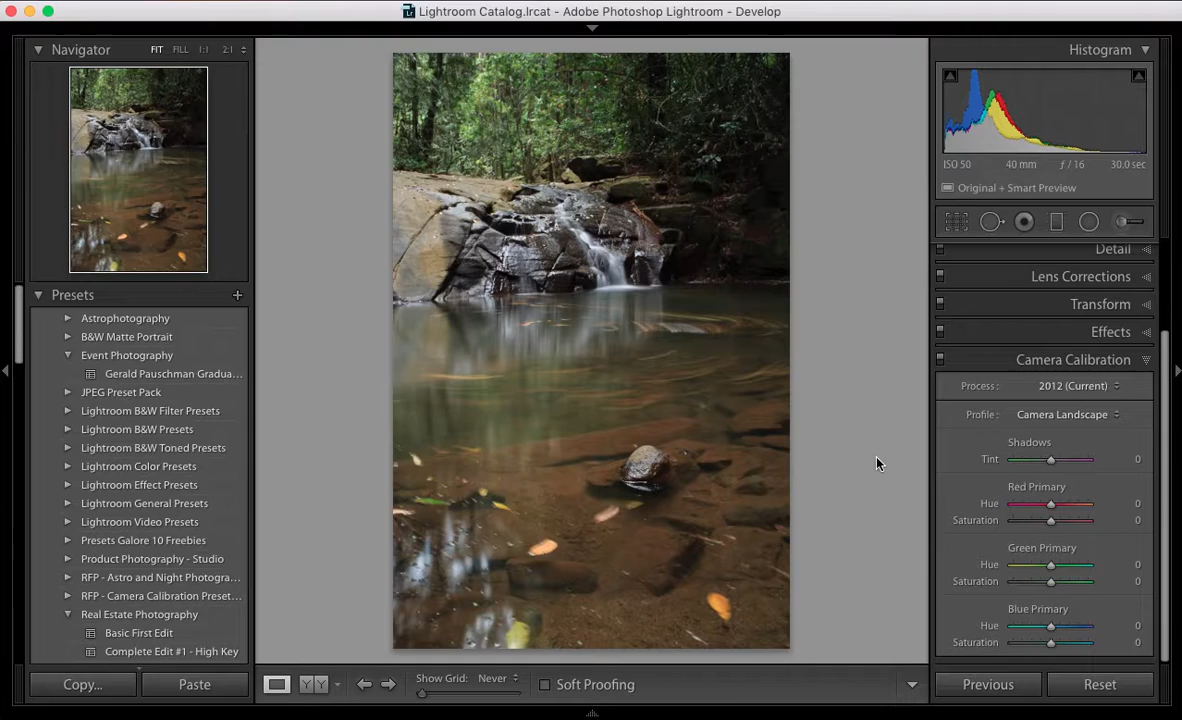 Lightroom Catalog.lrcat - Adobe Photoshop Lightroom - Develop
Navigator FIT FILL 1:1 2:1
Presets +
Astrophotography
B&W Matte Portrait
Event Photography
Gerald Pauschman Gradua...
JPEG Preset Pack
Lightroom B&W Filter Presets
Lightroom B&W Presets
Lightroom B&W Toned Presets
Lightroom Color Presets
Lightroom Effect Presets
Lightroom General Presets
Lightroom Video Presets
Presets Galore 10 Freebies
Product Photography - Studio
RFP - Astro and Night Photogra...
RFP - Camera Calibration Preset...
Real Estate Photography
Basic First Edit
Complete Edit #1 - High Key
Copy... Paste
Y Y Show Grid: Never Soft Proofing
Histogram
ISO 50 40 mm ƒ / 16 30.0 sec
Original + Smart Preview
Detail
Lens Corrections
Transform
Effects
Camera Calibration
Process : 2012 (Current)
Profile : Camera Landscape
Shadows
Tint 0
Red Primary
Hue 0
Saturation 0
Green Primary
Hue 0
Saturation 0
Blue Primary
Hue 0
Saturation 0
Previous Reset